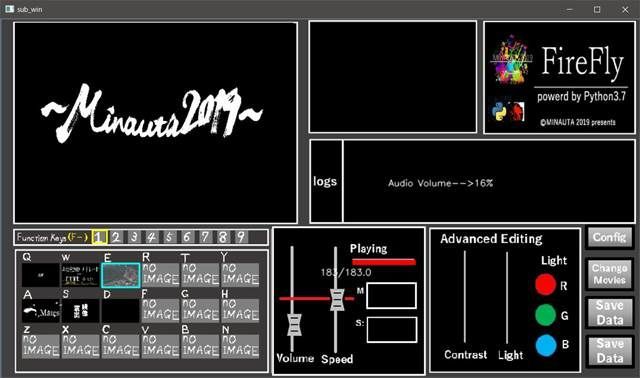 sub_win
~Minauta2019~
FireFly
powerd by Python3.7
©MINAUTA 2019 presents
logs
Audio Volume-->16%
Function Keys(F~) 1 2 3 4 5 6 7 8 9
Q W E R T Y
NO IMAGE NO IMAGE NO IMAGE
A S D F G H
NO IMAGE NO IMAGE NO IMAGE
Z X C V B N
NO IMAGE NO IMAGE NO IMAGE NO IMAGE NO IMAGE NO IMAGE
Playing
183/183.0
M
S:
Volume Speed
Advanced Editing
Light
R
G
B
Contrast Light
Config
Change
Movies
Save
Data
Save
Data